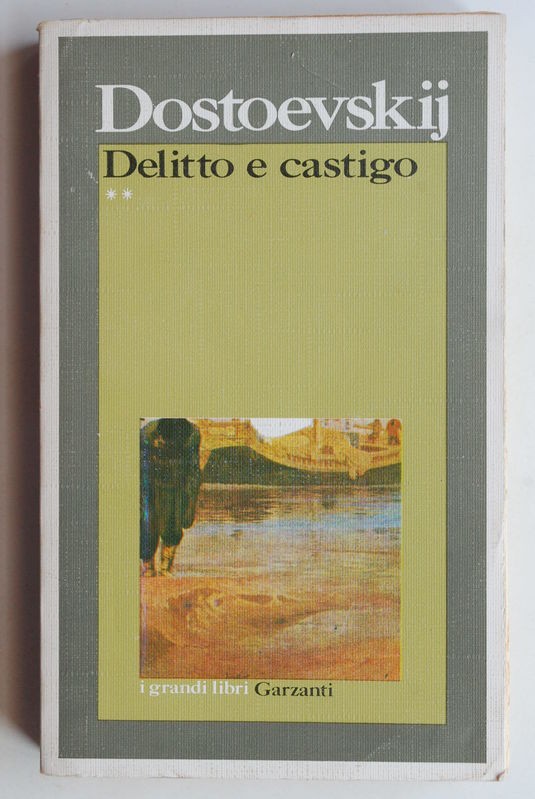 Dostoevskij
Delitto e castigo
**
i grandi libri Garzanti